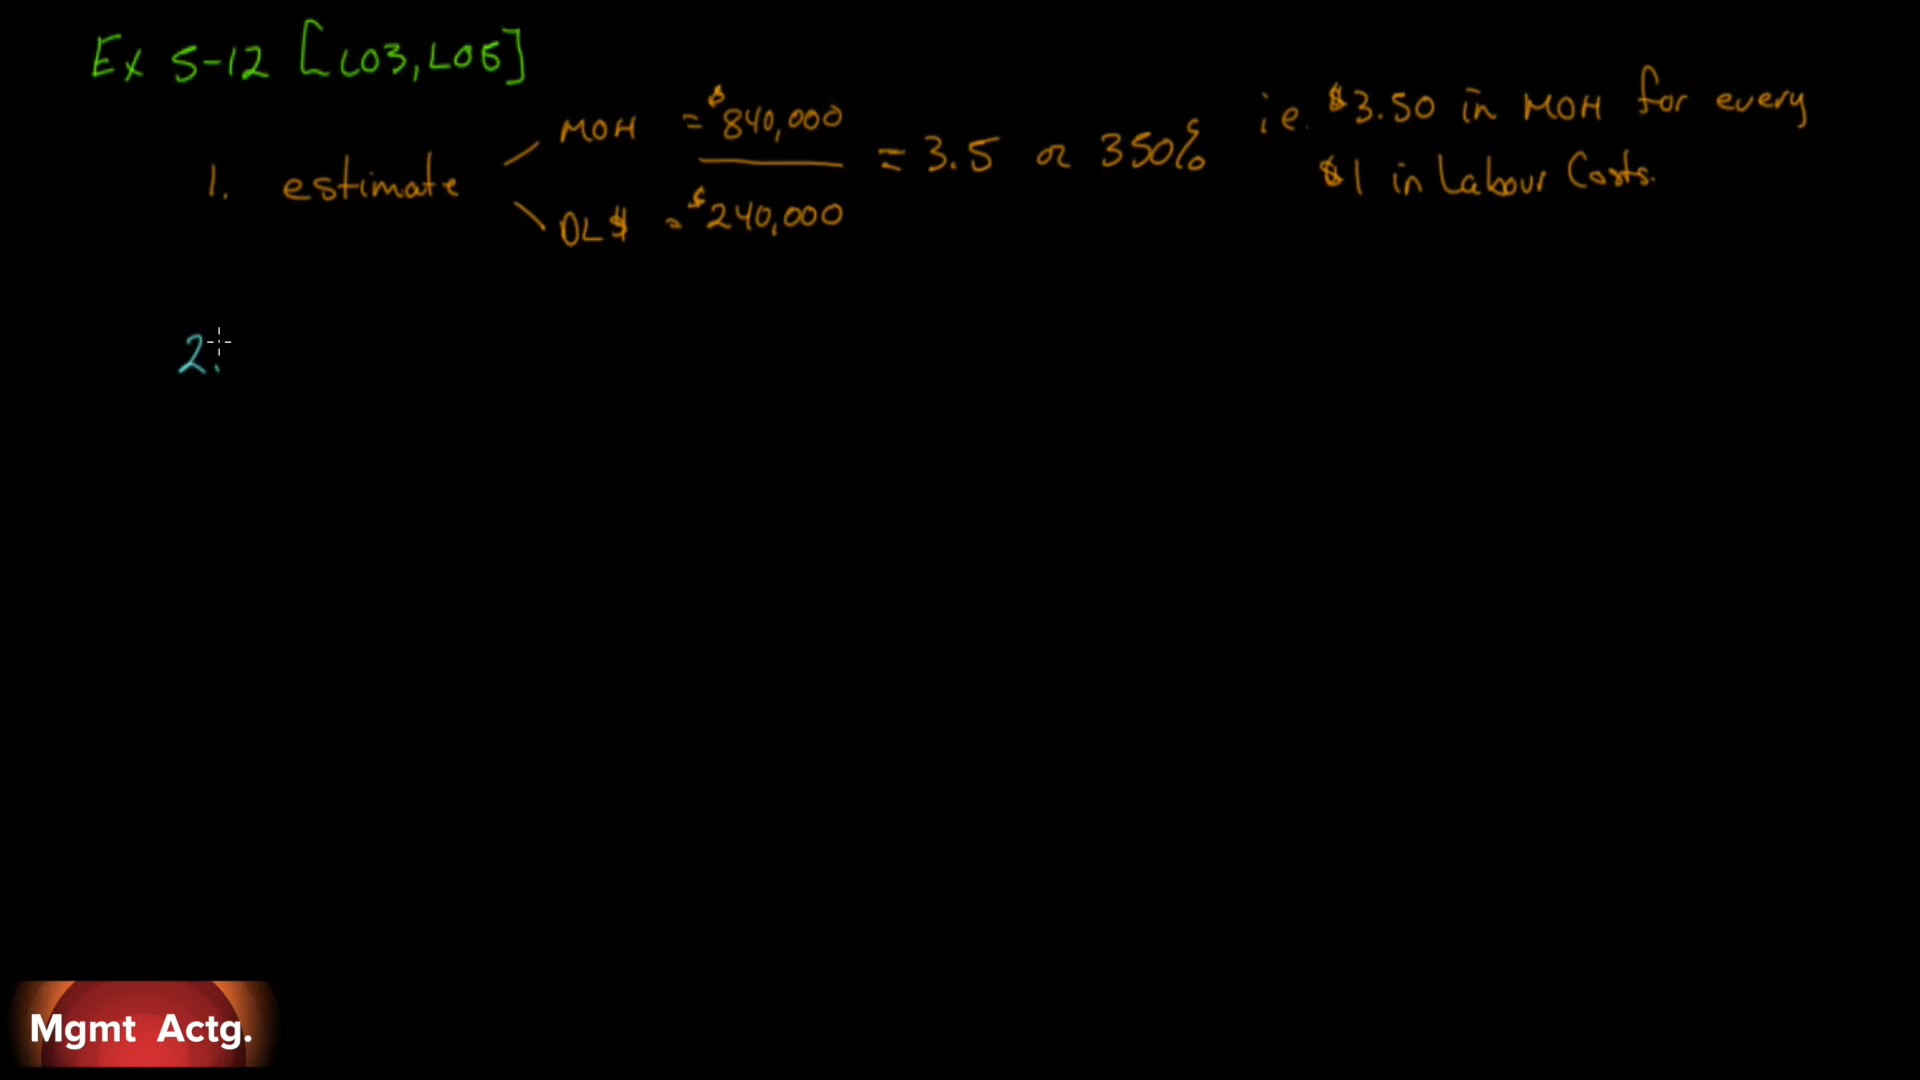 Ex 5-12 [LO3, LO5]
1. estimate
MOH = $840,000
DL$ = $240,000
= 3.5 or 350%
i.e. $3.50 in MOH for every
$1 in Labour Costs.
2.
Mgmt Actg.